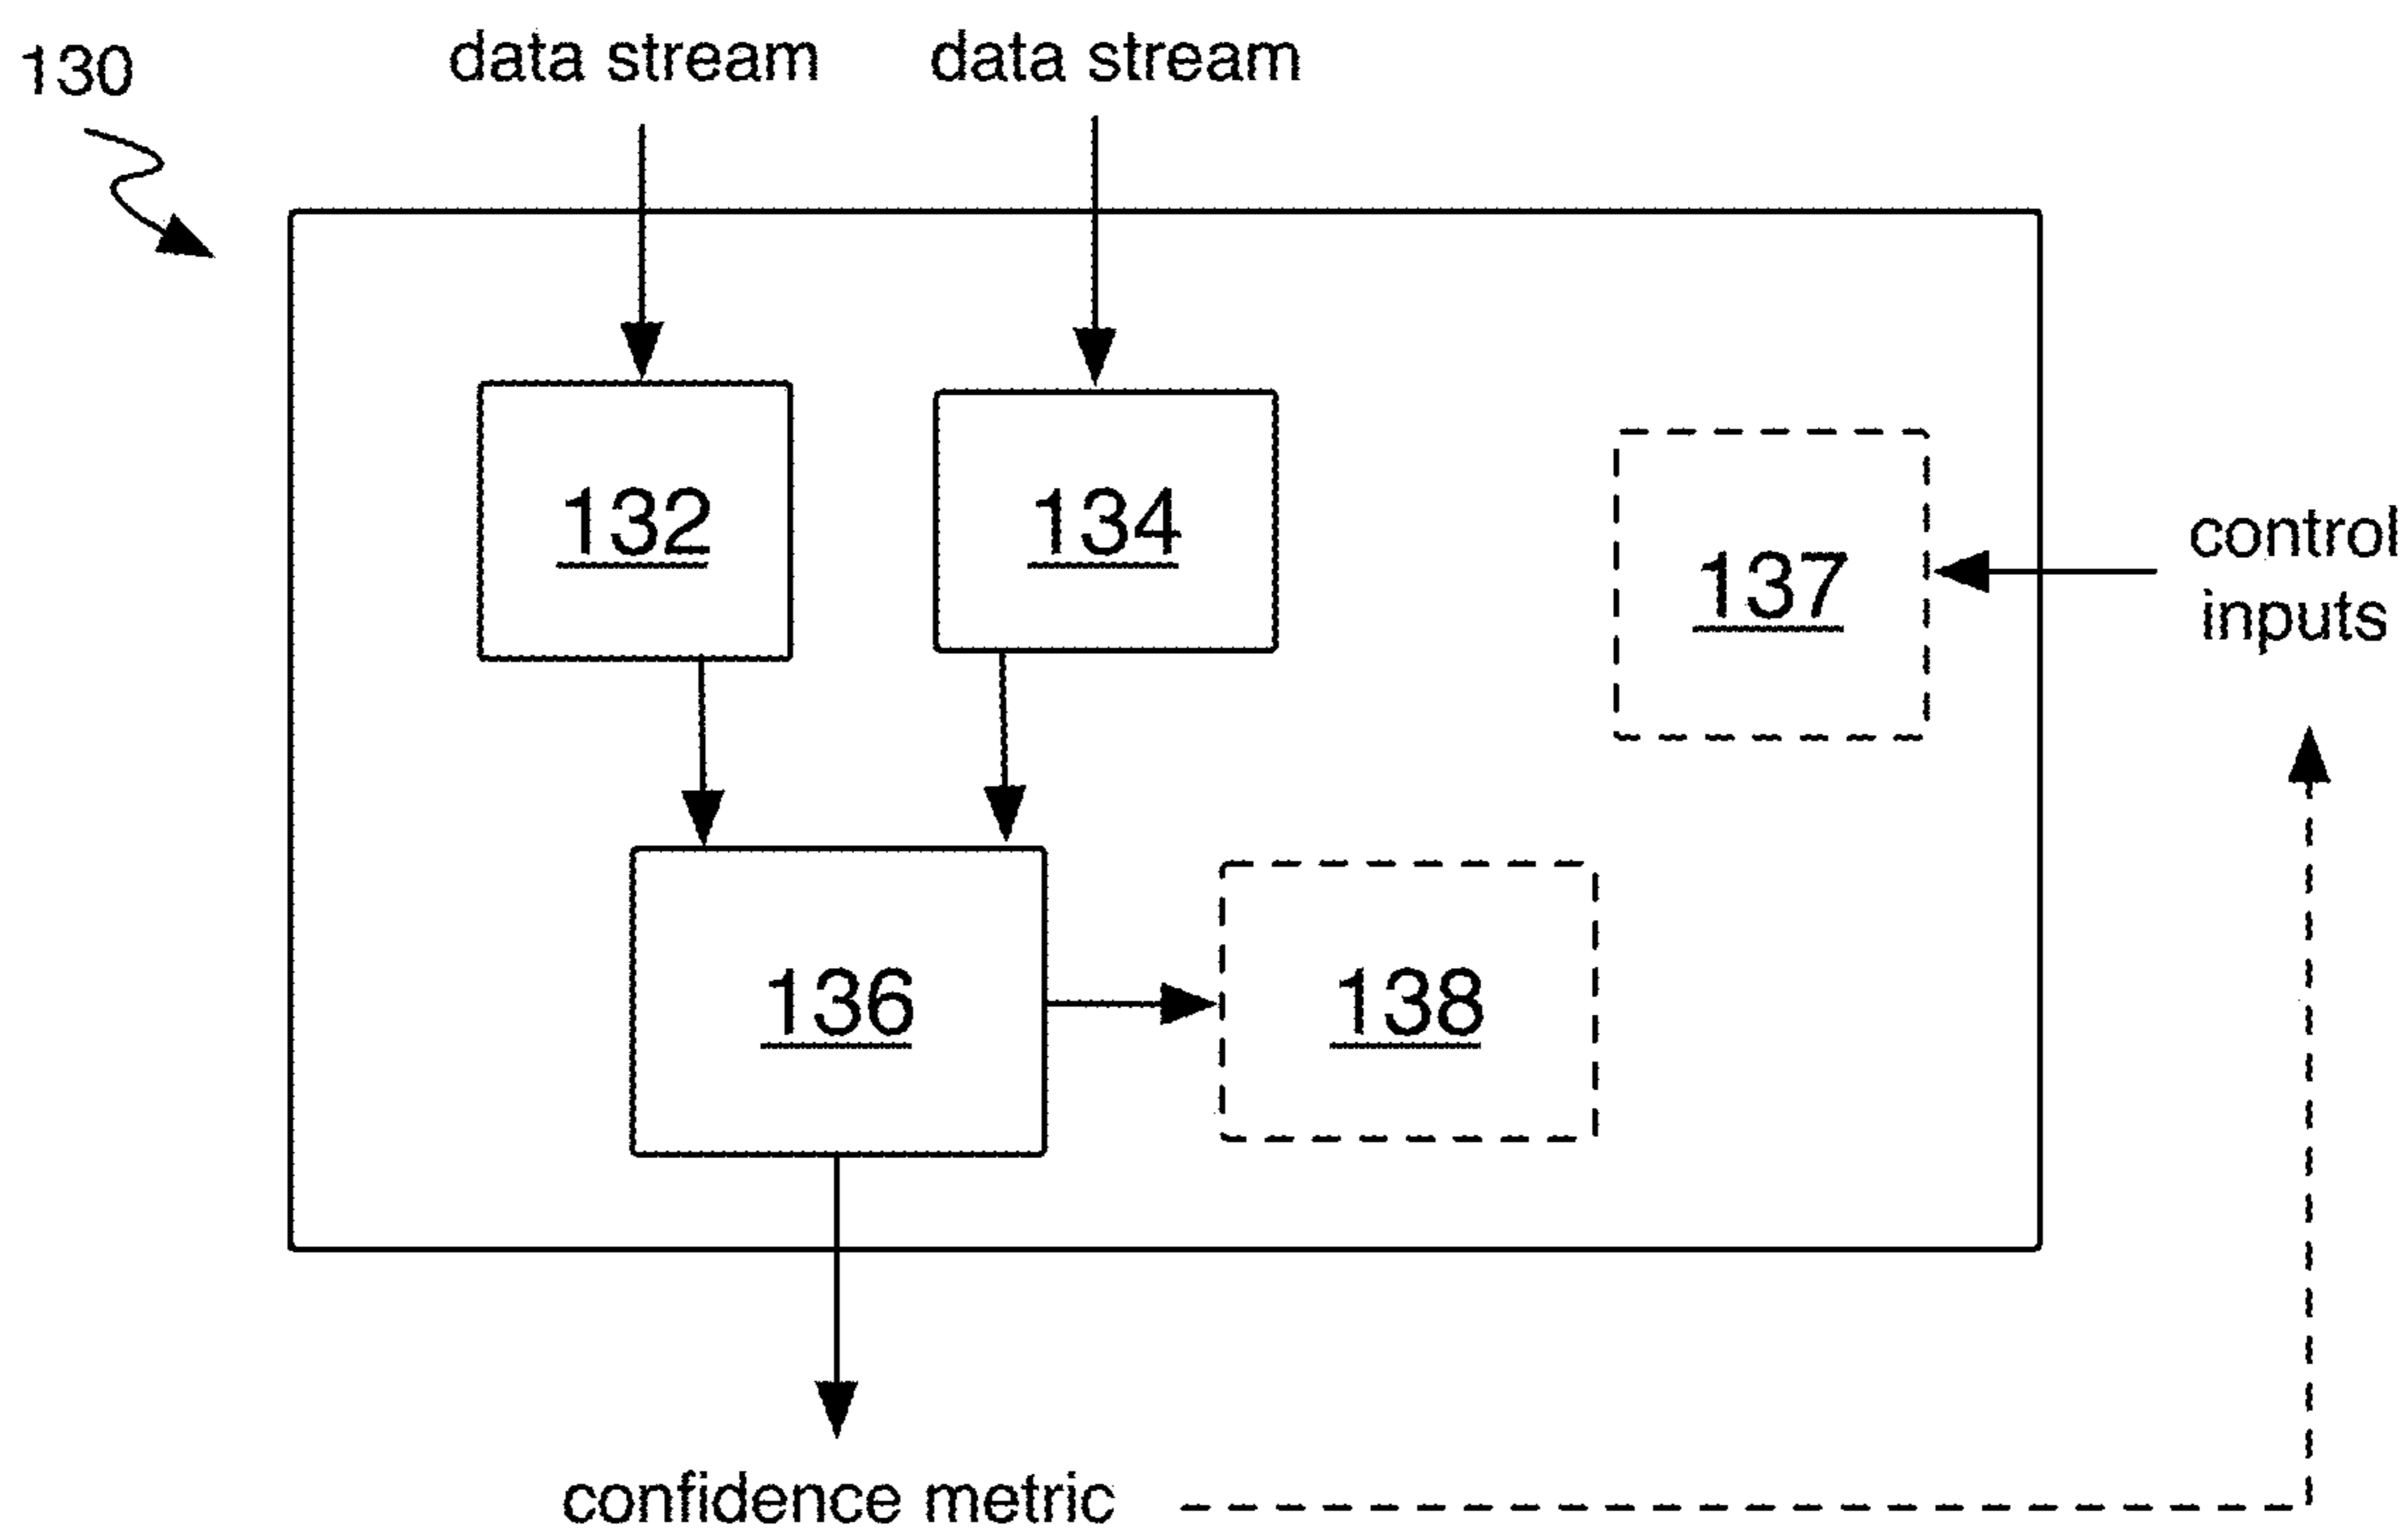 130
data stream
data stream
132
134
137
control
inputs
136
138
confidence metric